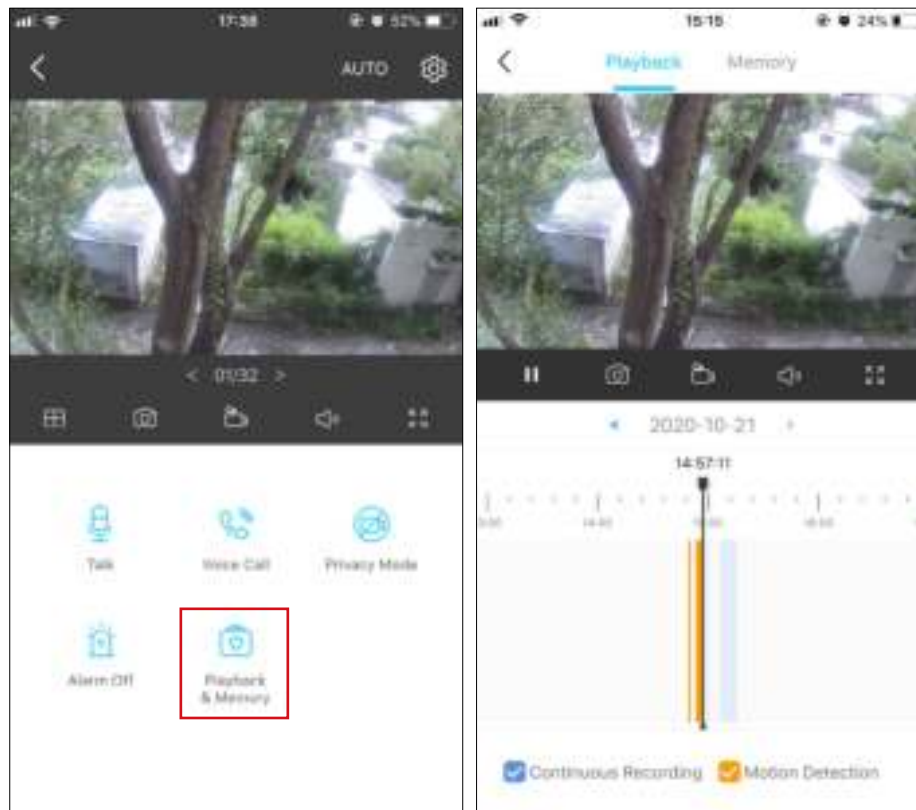 17:38
52%
AUTO
< 01/32 >
Talk
Voice Call
Privacy Mode
Alarm Off
Playback
& Memory
15:15
24%
Playback Memory
2020-10-21
14:57:11
Continuous Recording
Motion Detection